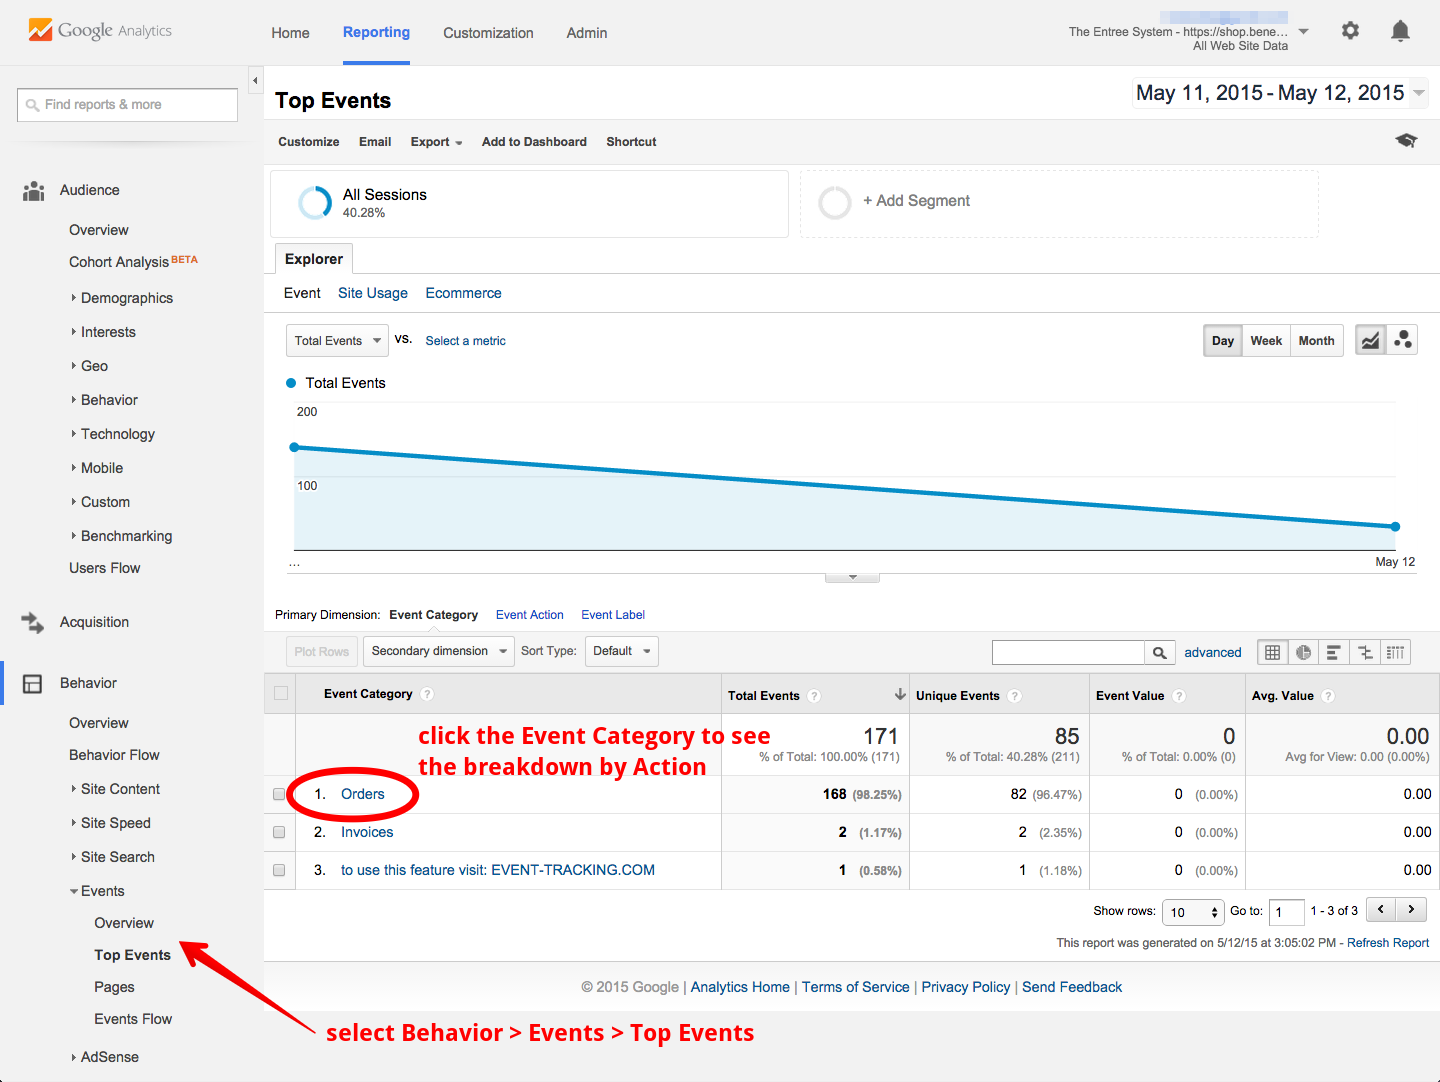 Google Analytics
Home Reporting Customization Admin
The Entree System - https://shop.bene...
All Web Site Data
Find reports & more
Top Events
May 11, 2015 - May 12, 2015
Customize Email Export Add to Dashboard Shortcut
All Sessions
40.28%
+ Add Segment
Explorer
Event Site Usage Ecommerce
Total Events vs. Select a metric
Day Week Month
Total Events
200
100
...
May 12
Primary Dimension: Event Category Event Action Event Label
Plot Rows Secondary dimension Sort Type: Default advanced
Event Category ? Total Events ? Unique Events ? Event Value ? Avg. Value ?
click the Event Category to see
the breakdown by Action
171 85 0 0.00
% of Total: 100.00% (171) % of Total: 40.28% (211) % of Total: 0.00% (0) Avg for View: 0.00 (0.00%)
1. Orders 168 (98.25%) 82 (96.47%) 0 (0.00%) 0.00
2. Invoices 2 (1.17%) 2 (2.35%) 0 (0.00%) 0.00
3. to use this feature visit: EVENT-TRACKING.COM 1 (0.58%) 1 (1.18%) 0 (0.00%) 0.00
Show rows: 10 Go to: 1 1 - 3 of 3
This report was generated on 5/12/15 at 3:05:02 PM - Refresh Report
© 2015 Google | Analytics Home | Terms of Service | Privacy Policy | Send Feedback
select Behavior > Events > Top Events
Audience
Overview
Cohort Analysis BETA
Demographics
Interests
Geo
Behavior
Technology
Mobile
Custom
Benchmarking
Users Flow
Acquisition
Behavior
Overview
Behavior Flow
Site Content
Site Speed
Site Search
Events
Overview
Top Events
Pages
Events Flow
AdSense